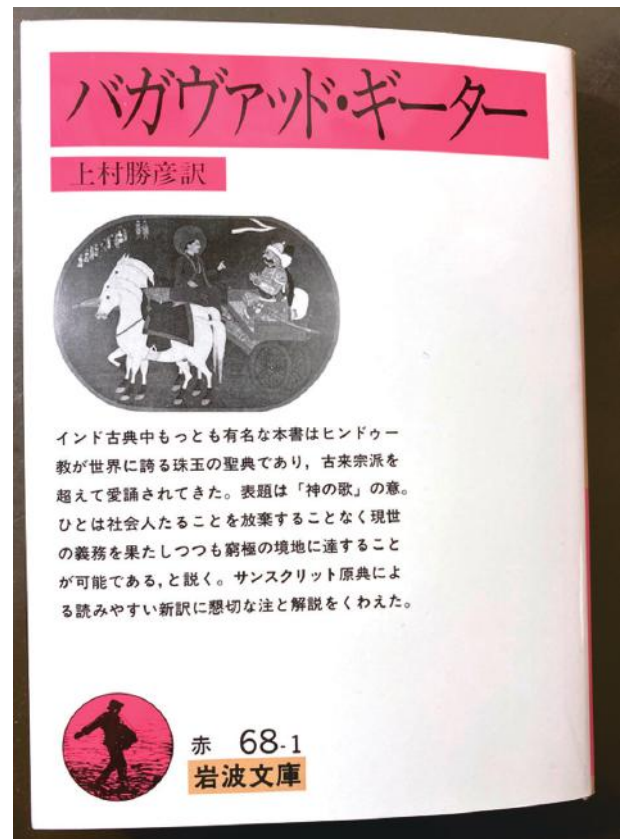 バガヴァッド・ギーター
上村勝彦訳
インド古典中もっとも有名な本書はヒンドゥー
教が世界に誇る珠玉の聖典であり，古来宗派を
超えて愛誦されてきた。表題は「神の歌」の意。
ひとは社会人たることを放棄することなく現世
の義務を果たしつつも窮極の境地に達すること
が可能である，と説く。サンスクリット原典によ
る読みやすい新訳に懇切な注と解説をくわえた。
赤 68-1
岩波文庫